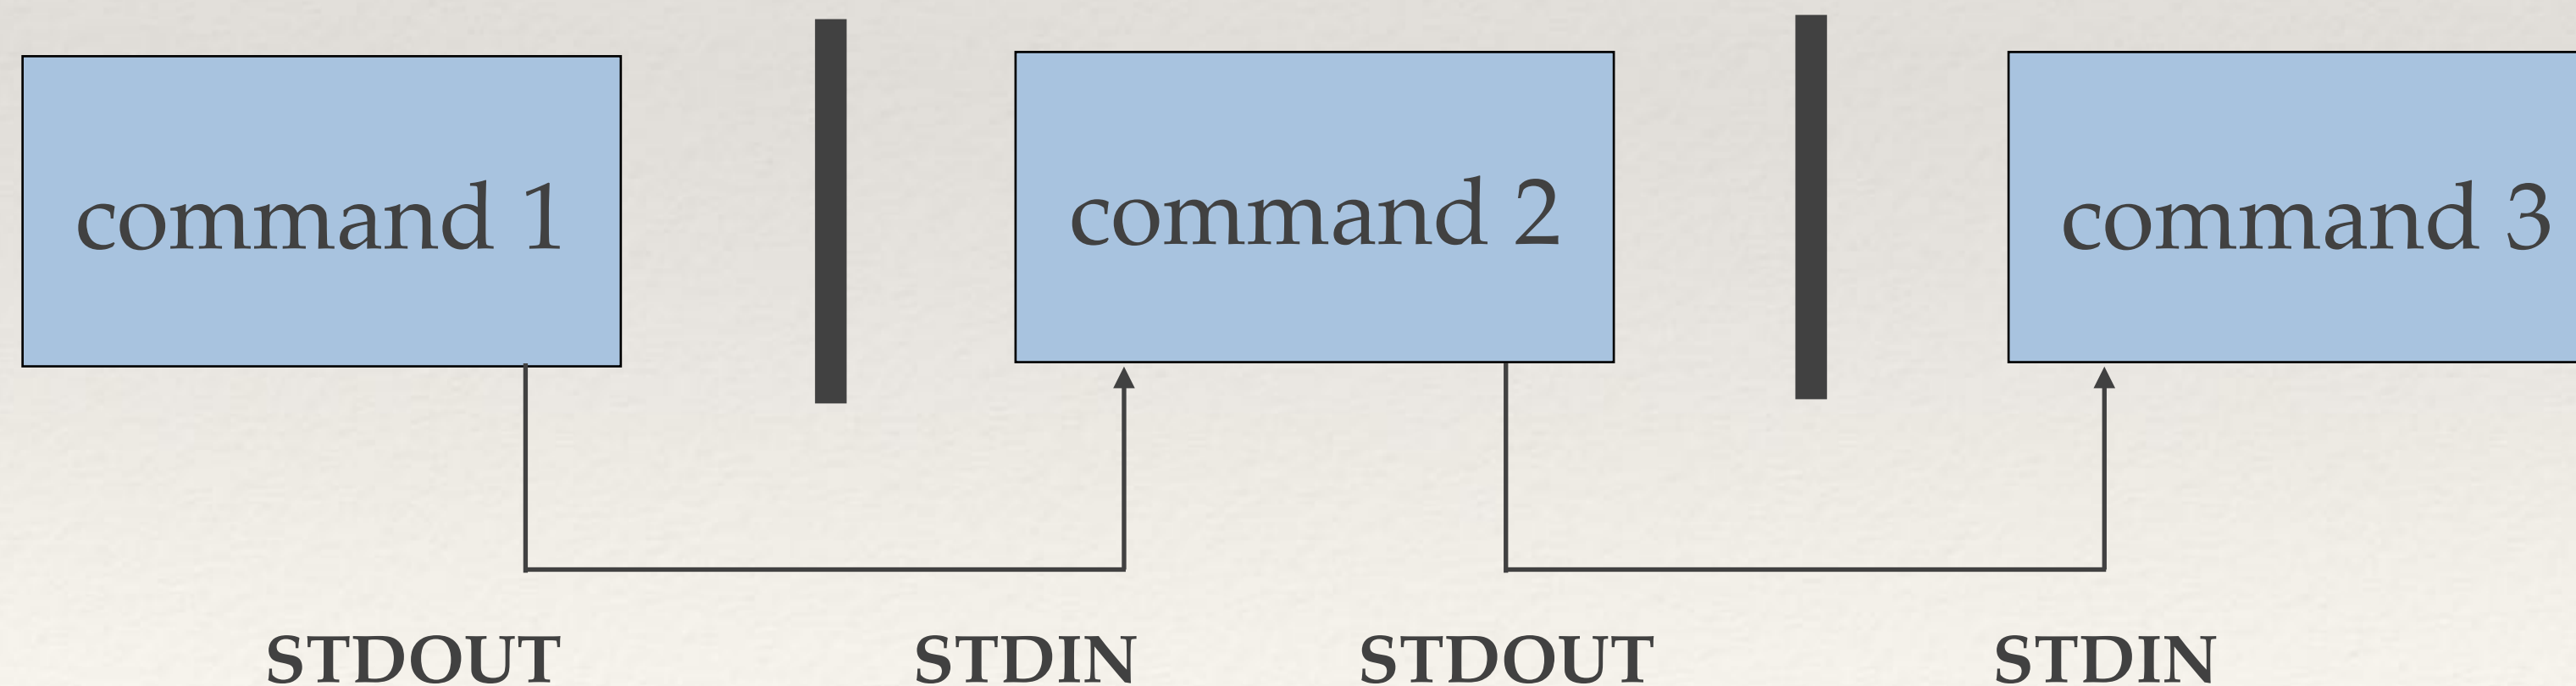 command 1
command 2
command 3
STDOUT
STDIN
STDOUT
STDIN